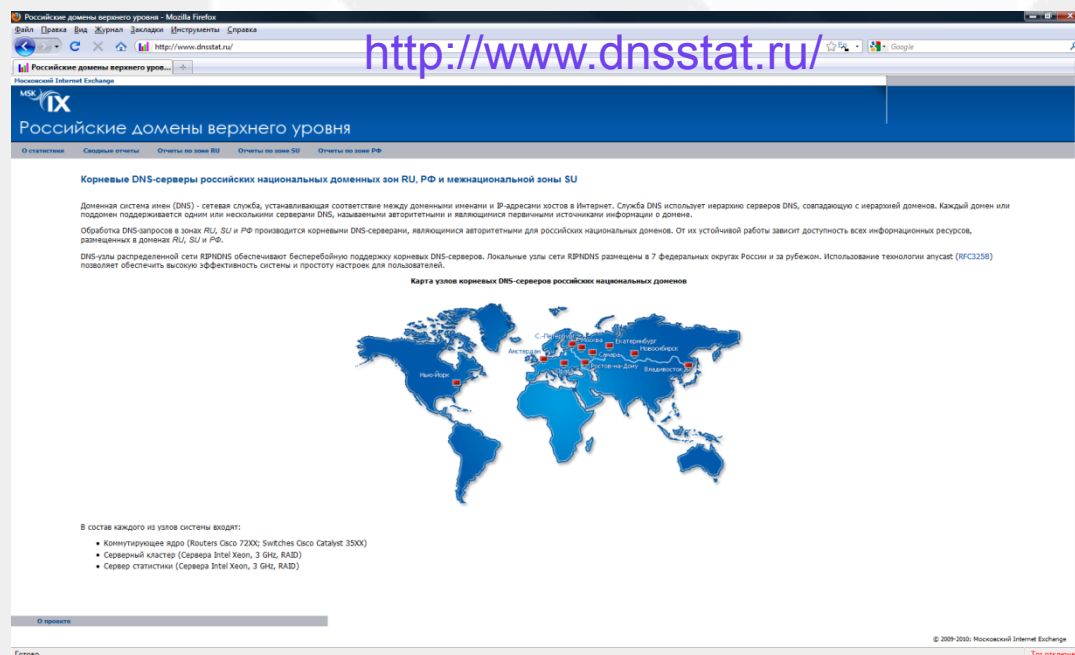 Российские домены верхнего уровня - Mozilla Firefox
Файл Правка Вид Журнал Закладки Инструменты Справка
http://www.dnsstat.ru/
http://www.dnsstat.ru/
Google
Российские домены верхнего уров...
Московский Internet Exchange
MSK IX
Российские домены верхнего уровня
О статистике Сводные отчеты Отчеты по зоне RU Отчеты по зоне SU Отчеты по зоне РФ
Корневые DNS-серверы российских национальных доменных зон RU, РФ и межнациональной зоны SU
Доменная система имен (DNS) - сетевая служба, устанавливающая соответствие между доменными именами и IP-адресами хостов в Интернет. Служба DNS использует иерархию серверов DNS, совпадающую с иерархией доменов. Каждый домен или
поддомен поддерживается одним или несколькими серверами DNS, называемыми авторитетными и являющимися первичными источниками информации о домене.
Обработка DNS-запросов в зонах RU, SU и РФ производится корневыми DNS-серверами, являющимися авторитетными для российских национальных доменов. От их устойчивой работы зависит доступность всех информационных ресурсов,
размещенных в доменах RU, SU и РФ.
DNS-узлы распределенной сети RIPNDNS обеспечивают бесперебойную поддержку корневых DNS-серверов. Локальные узлы сети RIPNDNS размещены в 7 федеральных округах России и за рубежом. Использование технологии anycast (RFC3258)
позволяет обеспечить высокую эффективность системы и простоту настроек для пользователей.
Карта узлов корневых DNS-серверов российских национальных доменов
Москва
Екатеринбург
Новосибирск
Амстердам
Самара
Ростов-на-Дону
Владивосток
Нью-Йорк
В состав каждого из узлов системы входят:
• Коммутирующее ядро (Routers Cisco 72XX; Switches Cisco Catalyst 35XX)
• Серверный кластер (Сервера Intel Xeon, 3 GHz, RAID)
• Сервер статистики (Сервера Intel Xeon, 3 GHz, RAID)
О проекте
© 2009-2010; Московский Internet Exchange
Готово